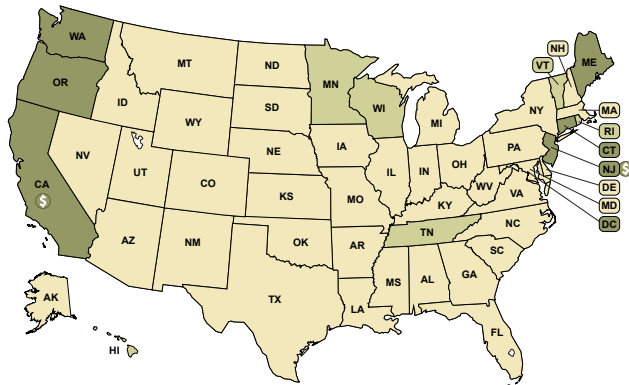 WA
OR
CA
$
ID
NV
MT
WY
UT
AZ
CO
NM
ND
SD
NE
KS
OK
TX
MN
IA
MO
AR
LA
WI
IL
MI
IN
OH
KY
TN
MS
AL
GA
FL
SC
NC
VA
WV
PA
NY
VT
NH
ME
MA
RI
CT
NJ $
DE
MD
DC
AK
HI